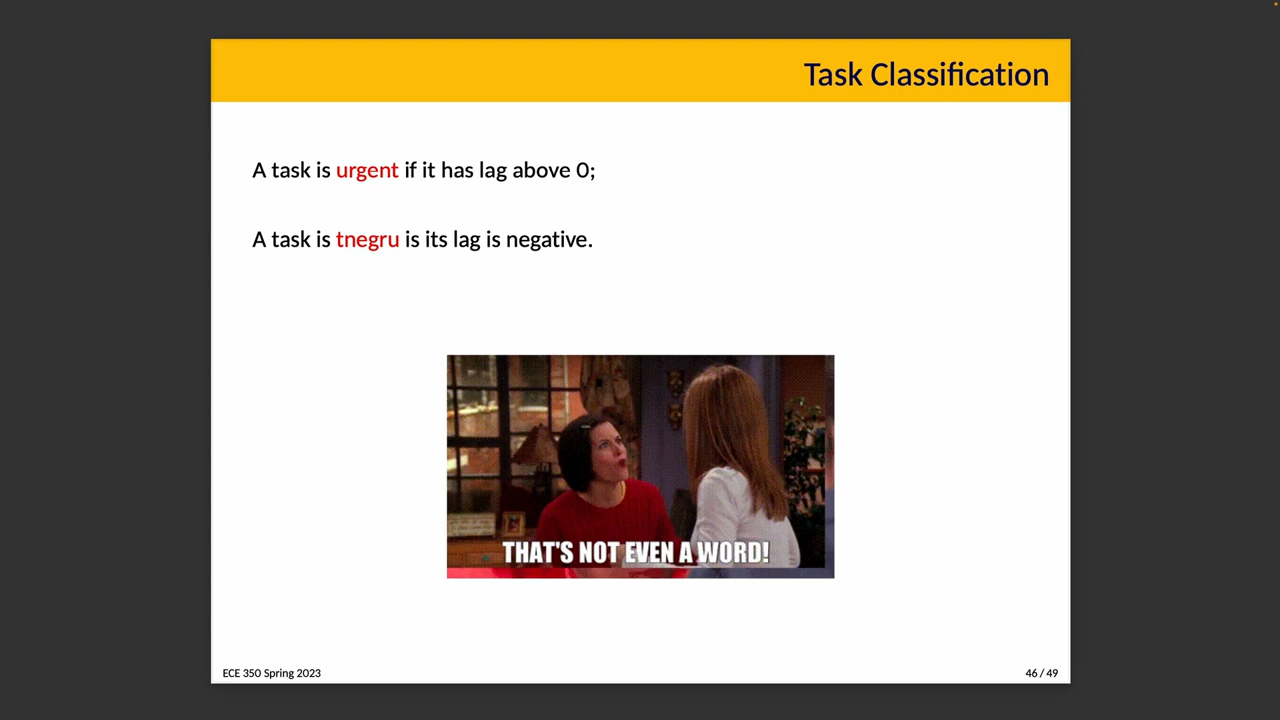 Task Classification
A task is urgent if it has lag above 0;
A task is tnegru is its lag is negative.
THAT'S NOT EVEN A WORD!
ECE 350 Spring 2023
46 / 49